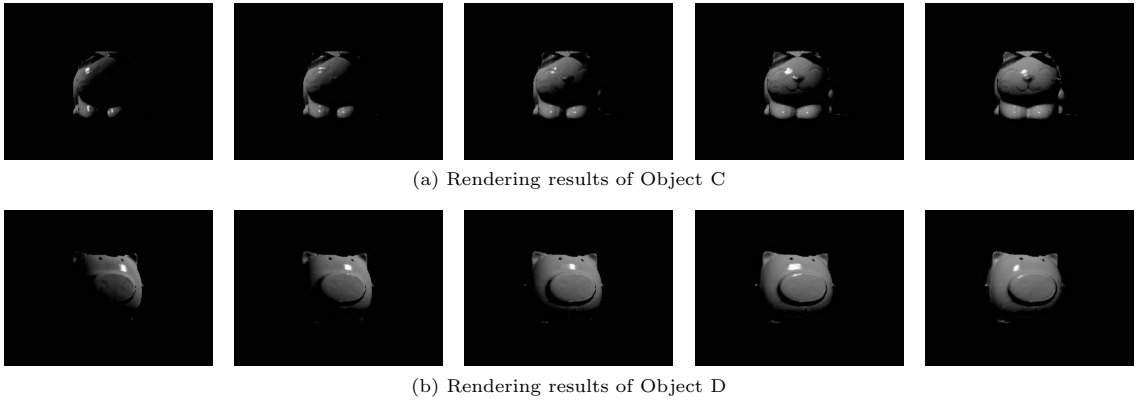 (a) Rendering results of Object C
(b) Rendering results of Object D